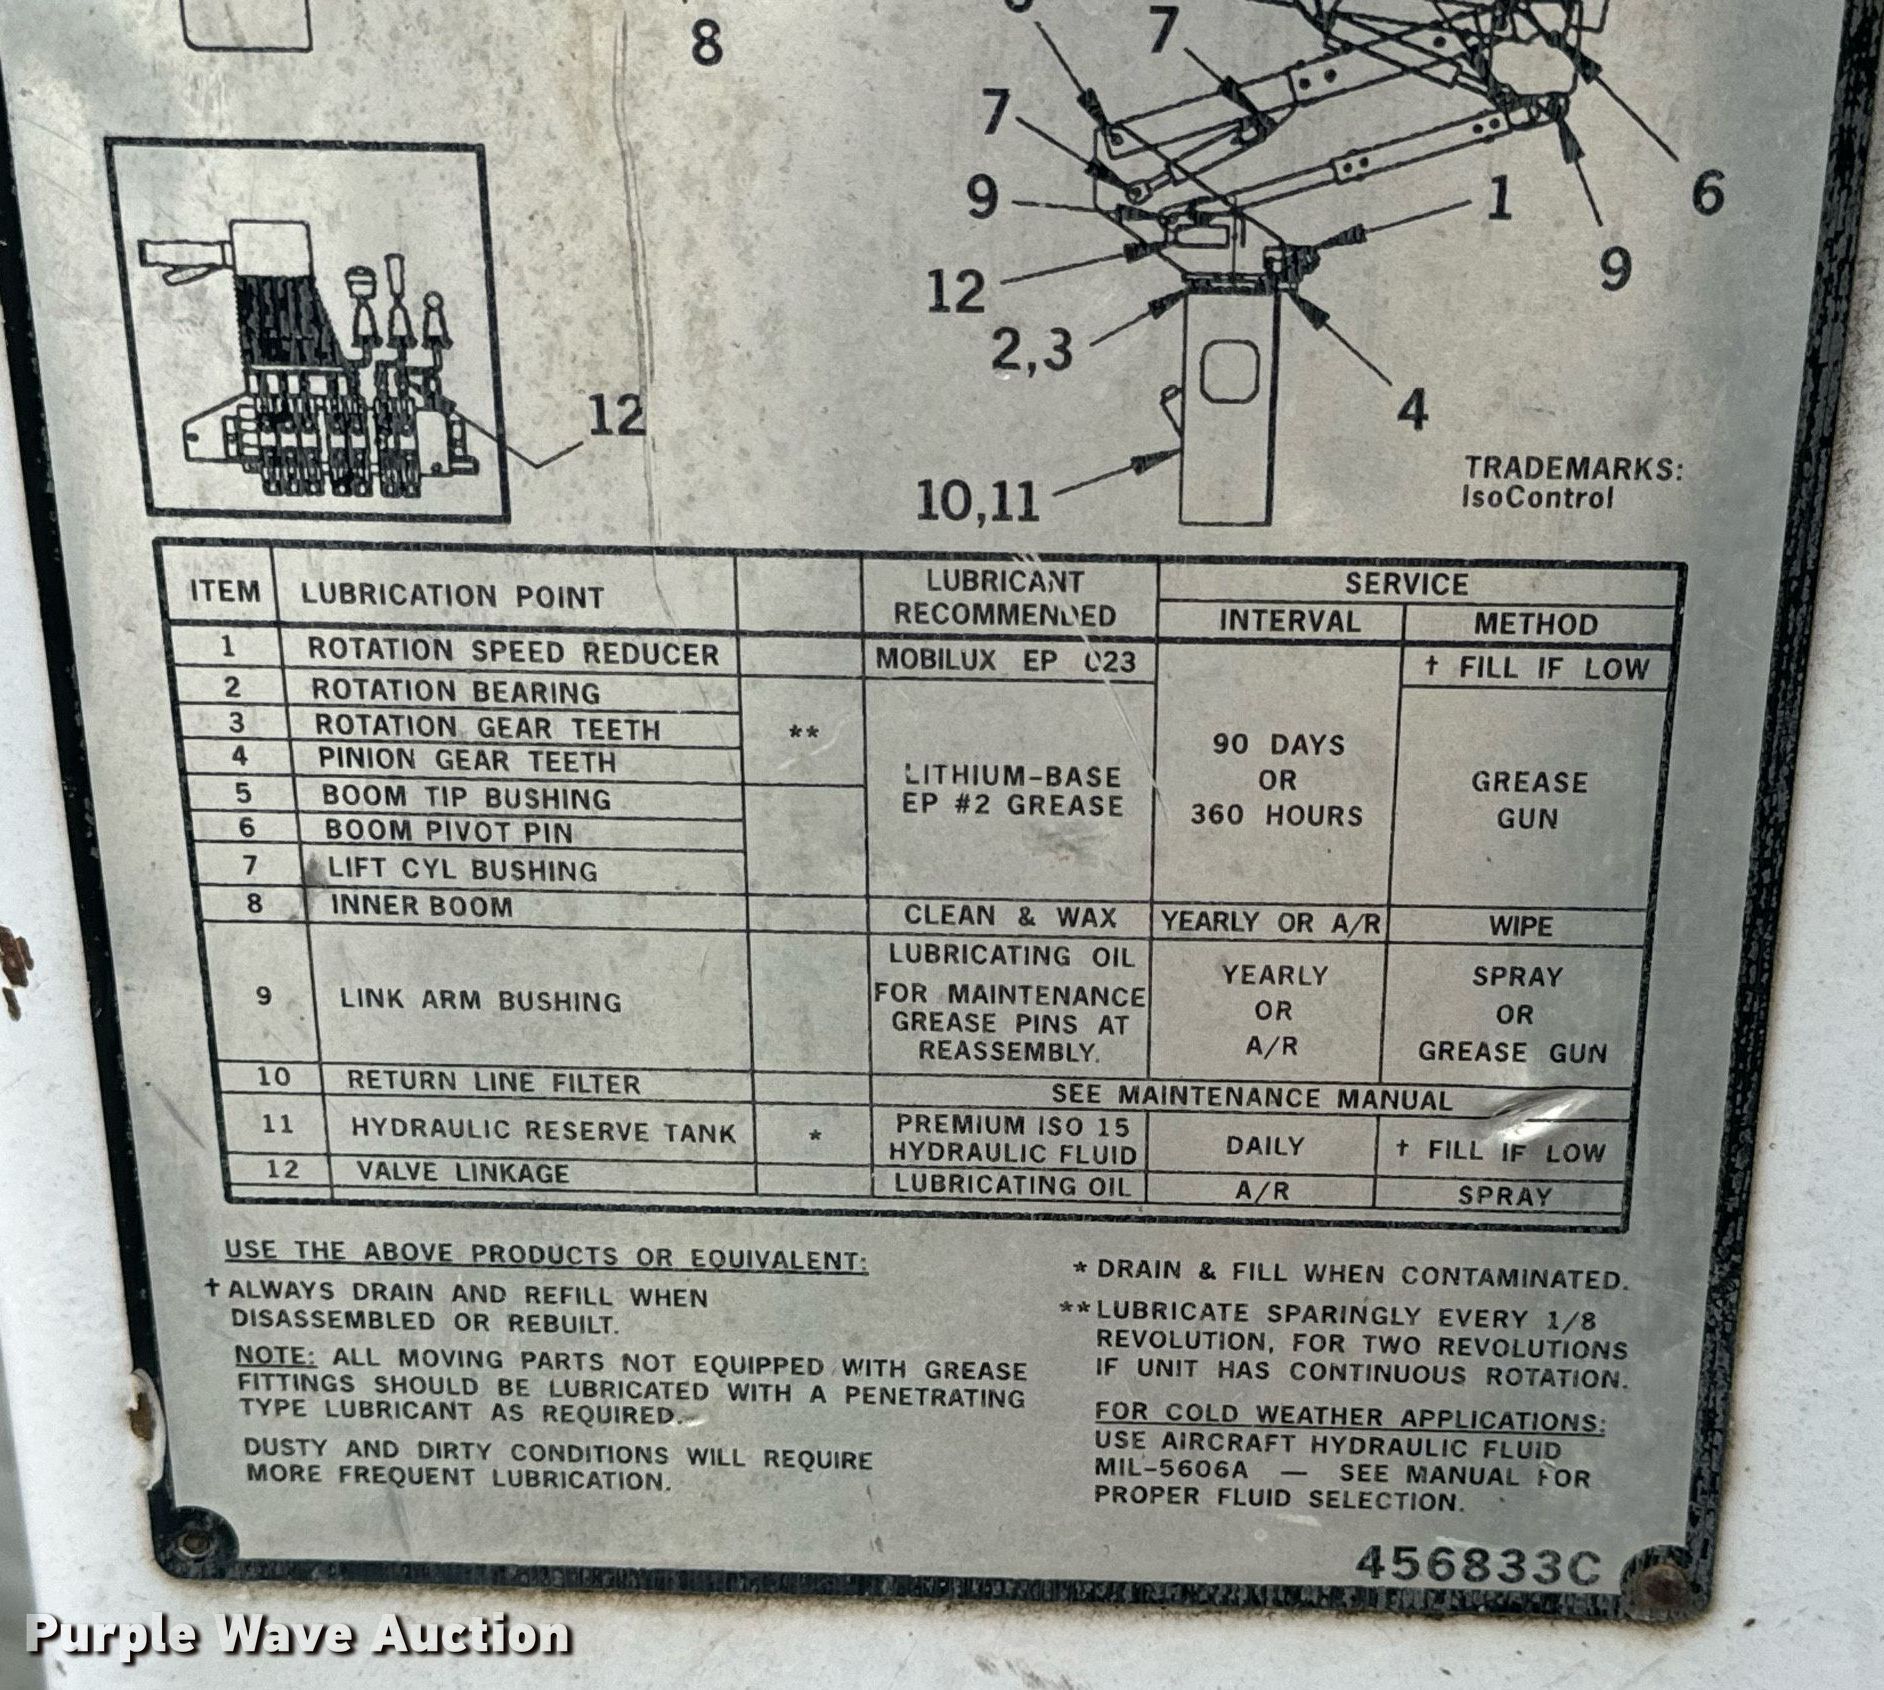 8
7
7
9
1
6
9
12
2,3
4
12
10,11
TRADEMARKS:
IsoControl
ITEM LUBRICATION POINT LUBRICANT RECOMMENDED SERVICE
INTERVAL METHOD
1 ROTATION SPEED REDUCER MOBILUX EP 023 † FILL IF LOW
2 ROTATION BEARING
3 ROTATION GEAR TEETH **
4 PINION GEAR TEETH
5 BOOM TIP BUSHING
6 BOOM PIVOT PIN
7 LIFT CYL BUSHING
LITHIUM-BASE
EP #2 GREASE
90 DAYS
OR
360 HOURS
GREASE
GUN
8 INNER BOOM CLEAN & WAX YEARLY OR A/R WIPE
9 LINK ARM BUSHING
LUBRICATING OIL
FOR MAINTENANCE
GREASE PINS AT
REASSEMBLY.
YEARLY
OR
A/R
SPRAY
OR
GREASE GUN
10 RETURN LINE FILTER SEE MAINTENANCE MANUAL
11 HYDRAULIC RESERVE TANK * PREMIUM ISO 15
HYDRAULIC FLUID DAILY † FILL IF LOW
12 VALVE LINKAGE LUBRICATING OIL A/R SPRAY
USE THE ABOVE PRODUCTS OR EQUIVALENT:
† ALWAYS DRAIN AND REFILL WHEN
DISASSEMBLED OR REBUILT.
NOTE: ALL MOVING PARTS NOT EQUIPPED WITH GREASE
FITTINGS SHOULD BE LUBRICATED WITH A PENETRATING
TYPE LUBRICANT AS REQUIRED.
DUSTY AND DIRTY CONDITIONS WILL REQUIRE
MORE FREQUENT LUBRICATION.
* DRAIN & FILL WHEN CONTAMINATED.
** LUBRICATE SPARINGLY EVERY 1/8
REVOLUTION, FOR TWO REVOLUTIONS
IF UNIT HAS CONTINUOUS ROTATION.
FOR COLD WEATHER APPLICATIONS:
USE AIRCRAFT HYDRAULIC FLUID
MIL-5606A — SEE MANUAL FOR
PROPER FLUID SELECTION.
456833C
Purple Wave Auction